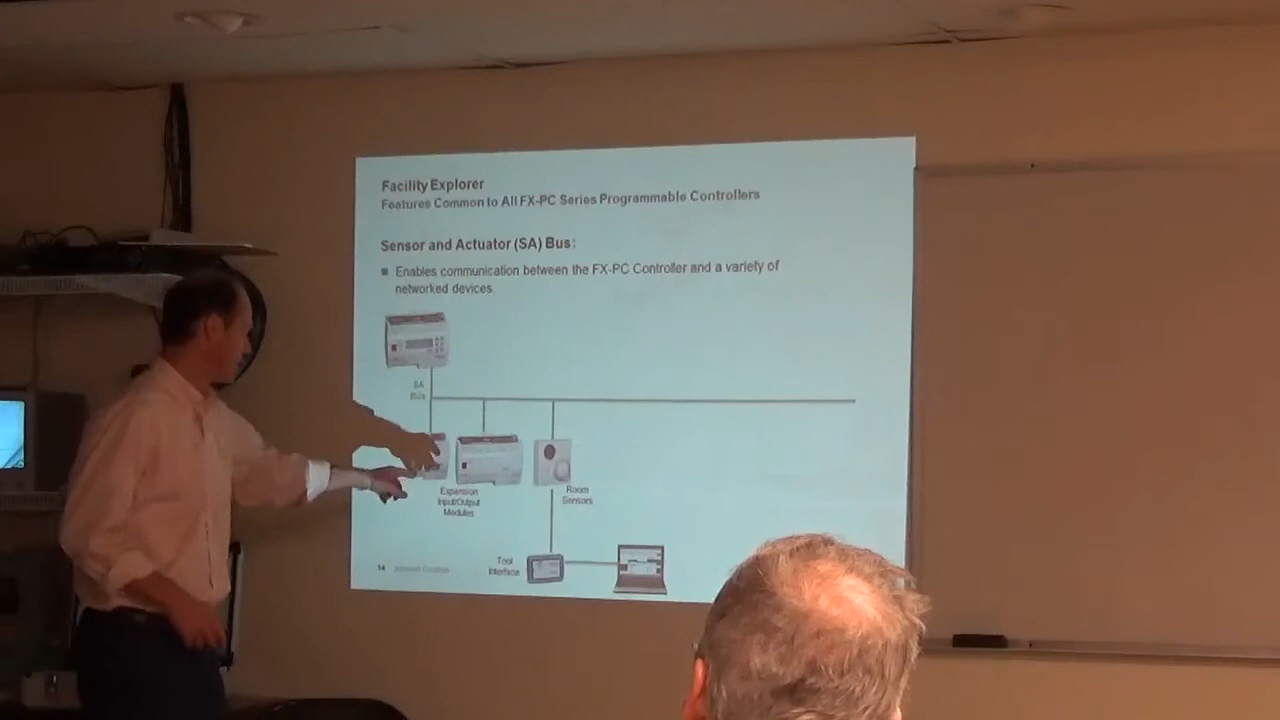 Facility Explorer
Features Common to All FX-PC Series Programmable Controllers
Sensor and Actuator (SA) Bus:
Enables communication between the FX-PC Controller and a variety of
networked devices
SA
Bus
Expansion
Input/Output
Modules
Room
Sensors
Tool
Interface
14 Johnson Controls